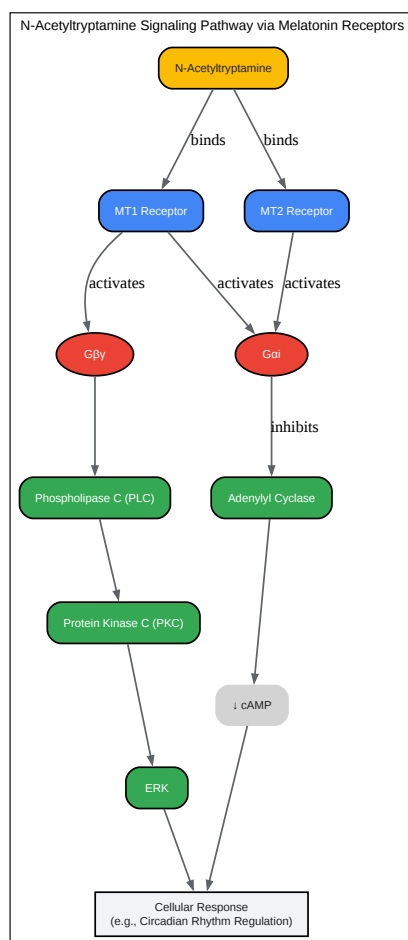 N-Acetyltryptamine Signaling Pathway via Melatonin Receptors
N-Acetyltryptamine
binds
binds
MT1 Receptor
MT2 Receptor
activates
activates
activates
Gβγ
Gαi
inhibits
Phospholipase C (PLC)
Adenylyl Cyclase
Protein Kinase C (PKC)
↓ cAMP
ERK
Cellular Response
(e.g., Circadian Rhythm Regulation)